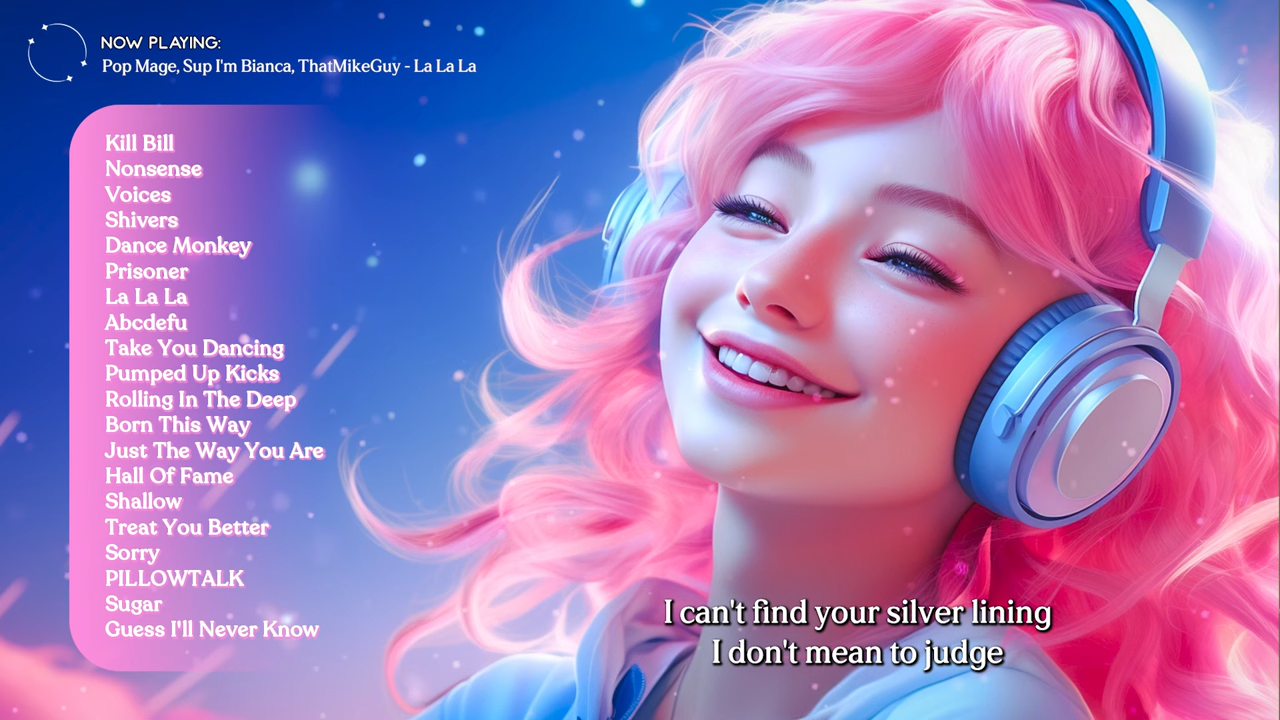 NOW PLAYING:
Pop Mage, Sup I'm Bianca, ThatMikeGuy - La La La
Kill Bill
Nonsense
Voices
Shivers
Dance Monkey
Prisoner
La La La
Abcdefu
Take You Dancing
Pumped Up Kicks
Rolling In The Deep
Born This Way
Just The Way You Are
Hall Of Fame
Shallow
Treat You Better
Sorry
PILLOWTALK
Sugar
Guess I'll Never Know
I can't find your silver lining
I don't mean to judge